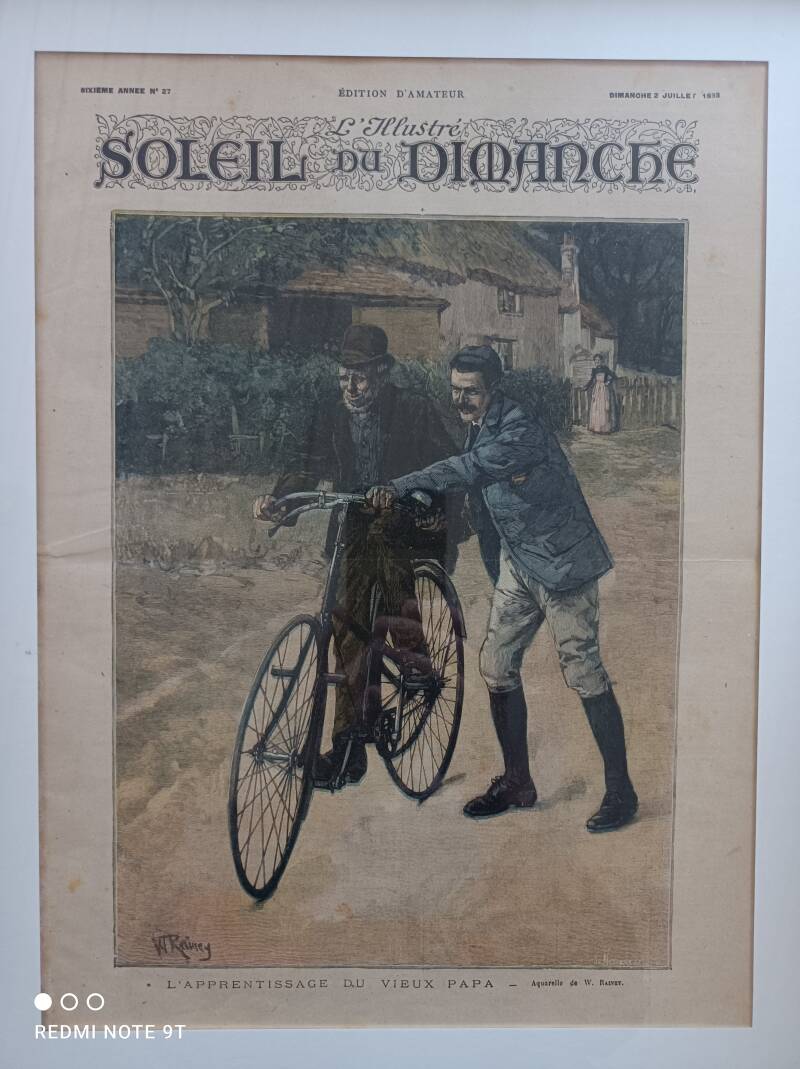 SIXIÈME ANNÉE N° 27
ÉDITION D'AMATEUR
DIMANCHE 2 JUILLET 1893
L'Illustré
SOLEIL DU DIMANCHE
W Rainey
L'APPRENTISSAGE DU VIEUX PAPA — Aquarelle de W. RAINEY.
REDMI NOTE 9T